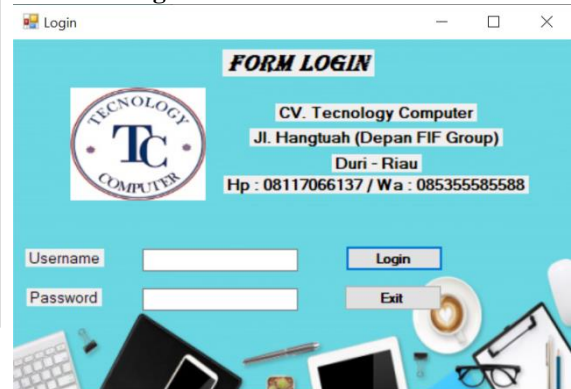 Login
FORM LOGIN
TECNOLOGY
TC
COMPUTER
CV. Tecnology Computer
Jl. Hangtuah (Depan FIF Group)
Duri - Riau
Hp : 08117066137 / Wa : 085355585588
Username
Login
Password
Exit